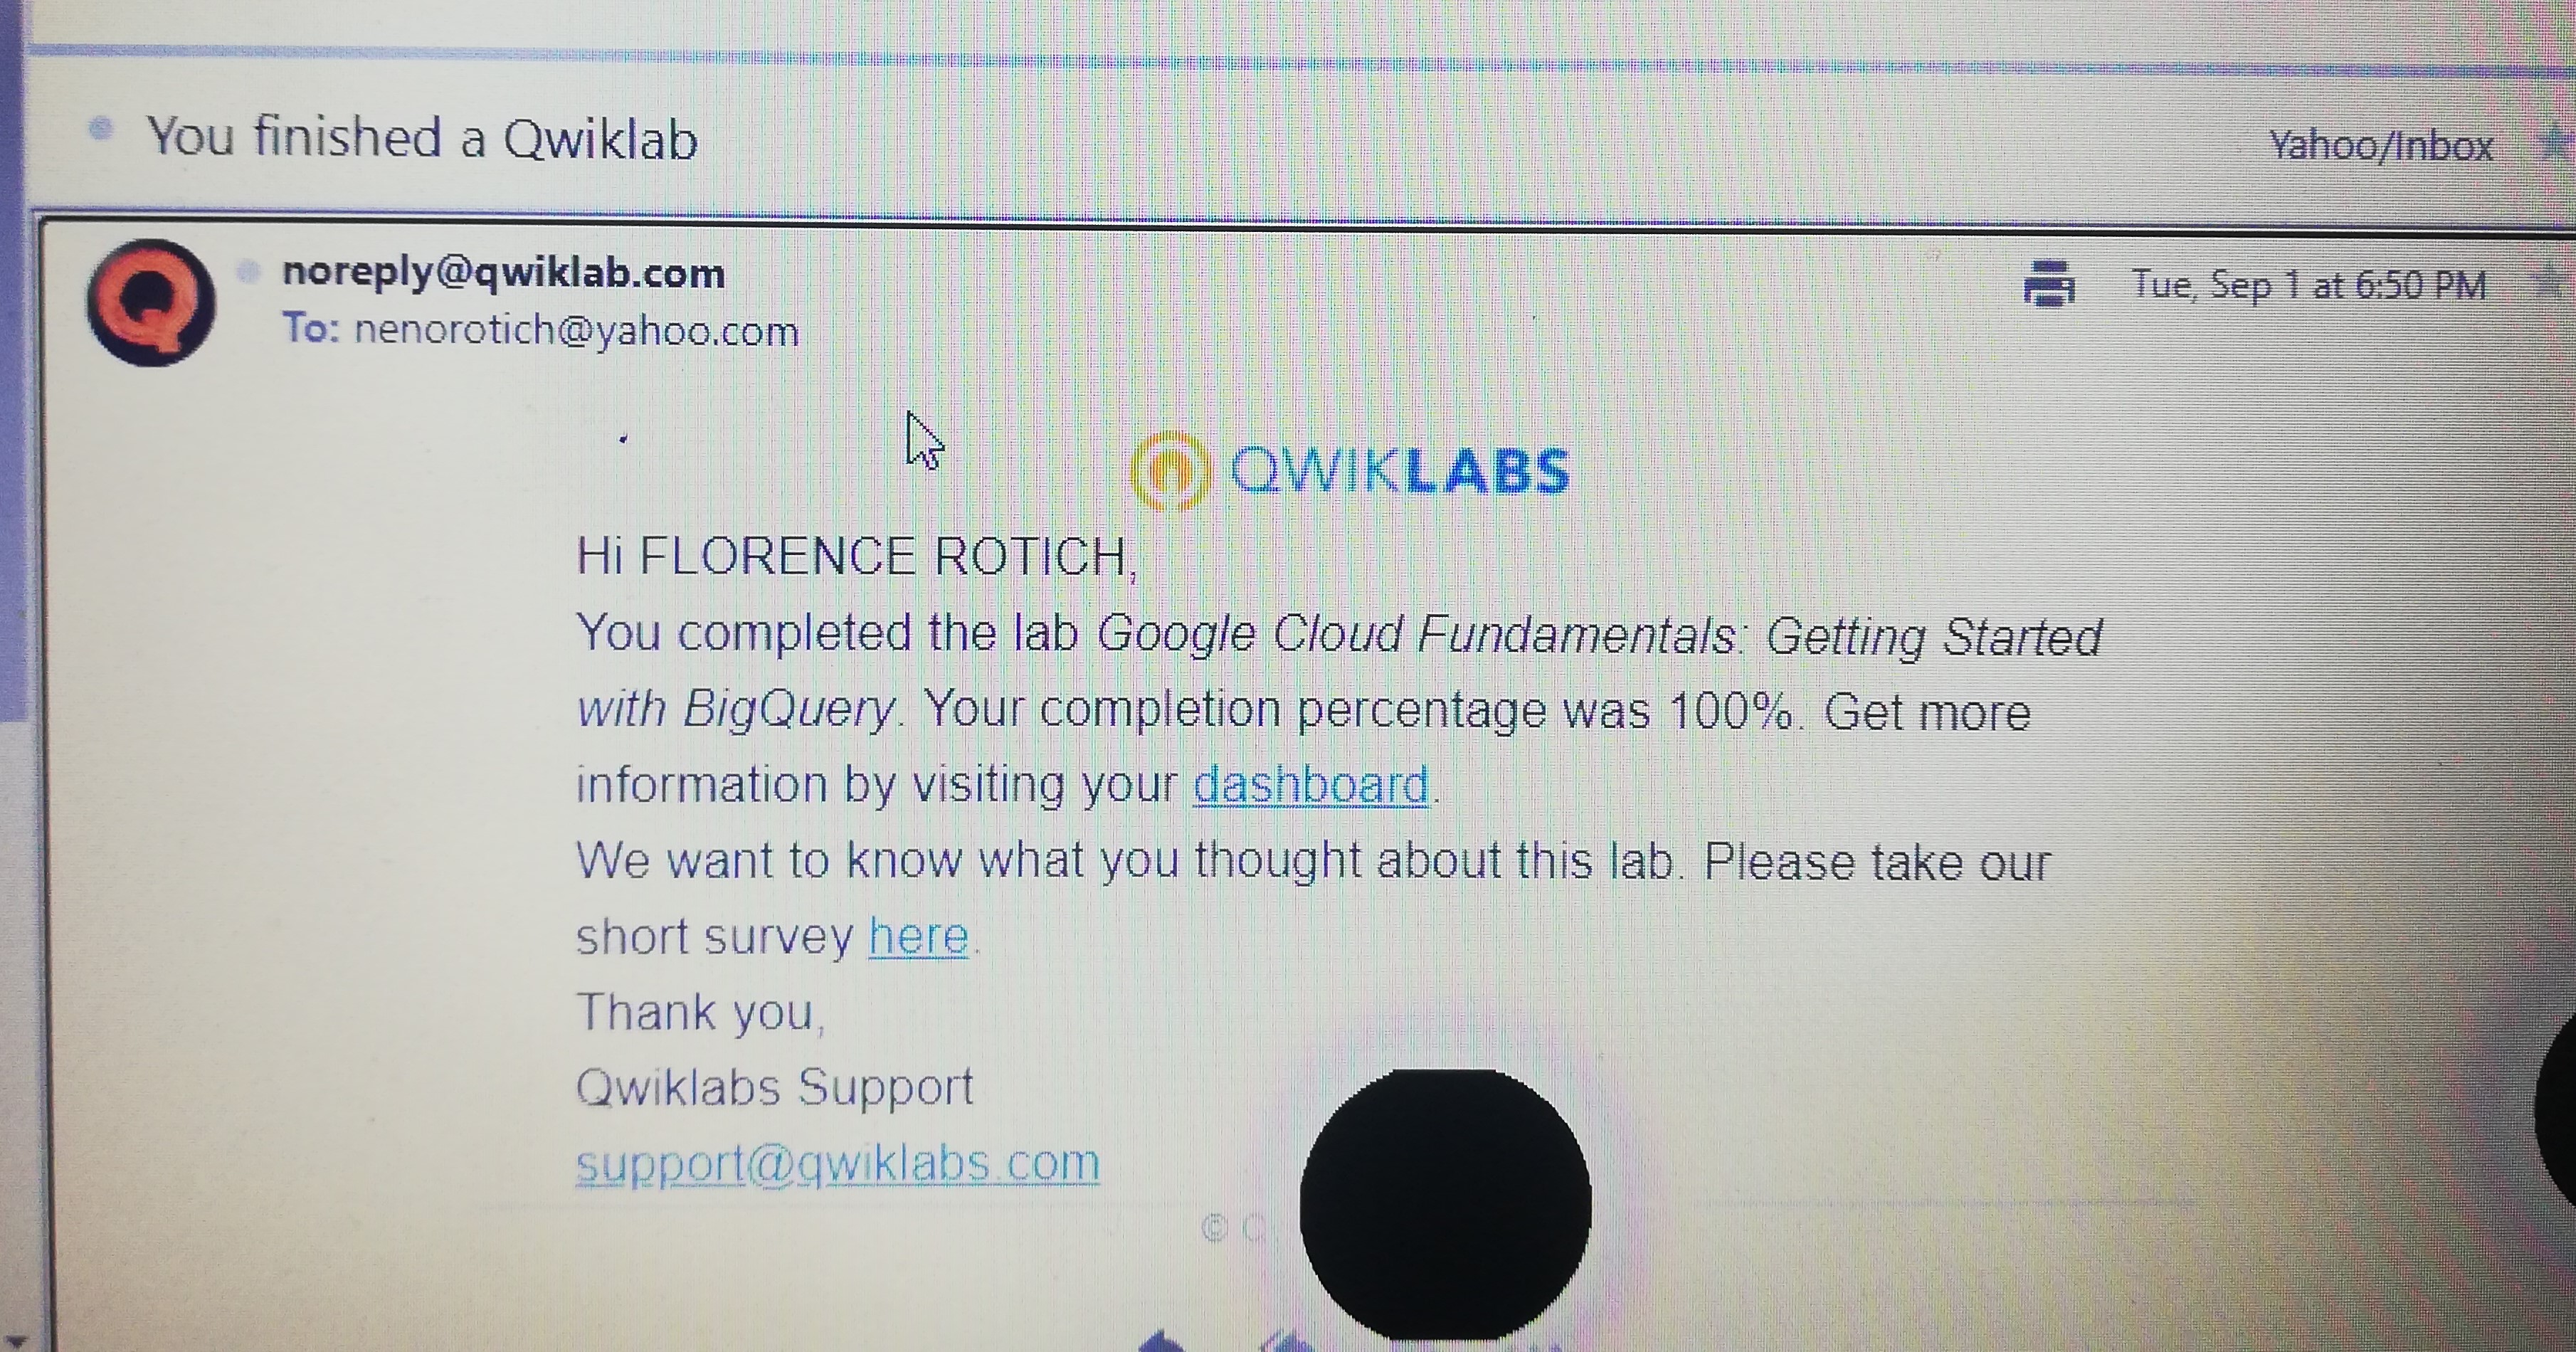 You finished a Qwiklab
Yahoo/Inbox
noreply@qwiklab.com
Tue, Sep 1 at 6:50 PM
To: nenorotich@yahoo.com
QWIKLABS
Hi FLORENCE ROTICH,
You completed the lab Google Cloud Fundamentals: Getting Started
with BigQuery. Your completion percentage was 100%. Get more
information by visiting your dashboard.
We want to know what you thought about this lab. Please take our
short survey here.
Thank you,
Qwiklabs Support
support@qwiklabs.com
©